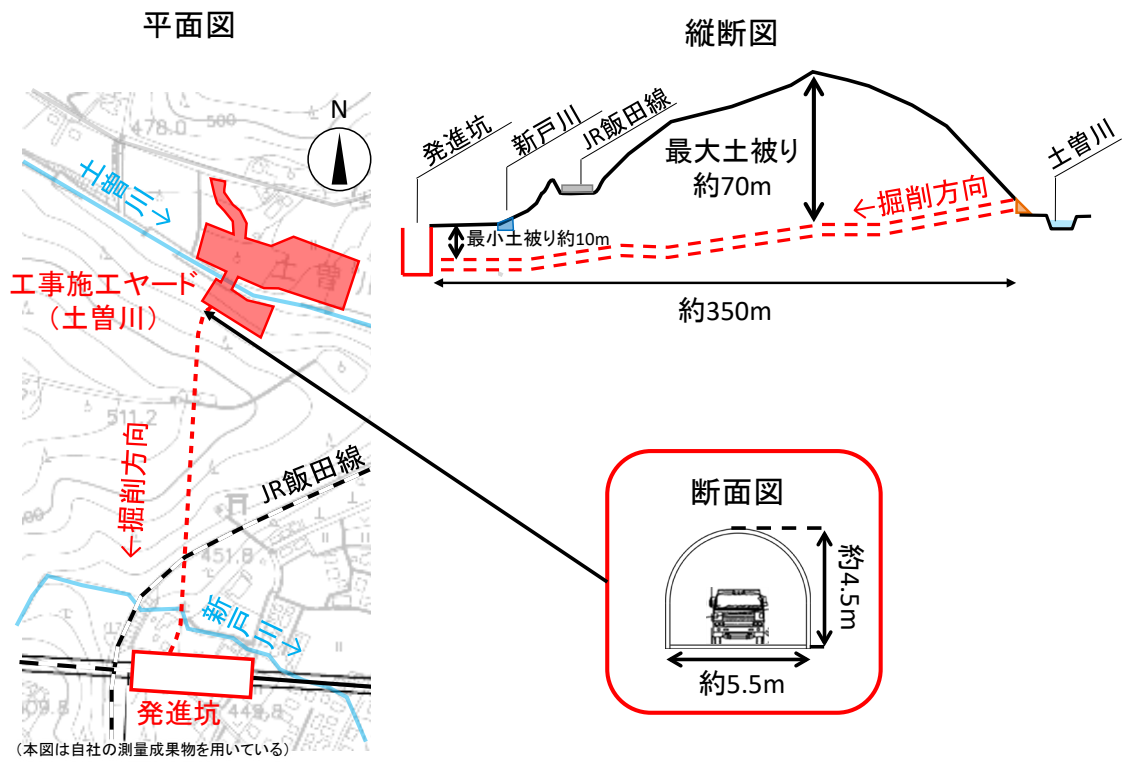 平面図
N
478.0
500
土曽川→
土曽
工事施工ヤード
(土曽川)
511.2
←掘削方向
JR飯田線
451.8
新戸川→
発進坑
449.8
(本図は自社の測量成果物を用いている)
縦断図
発進坑
新戸川
JR飯田線
最大土被り
約70m
土曽川
←掘削方向
最小土被り約10m
約350m
断面図
約4.5m
約5.5m